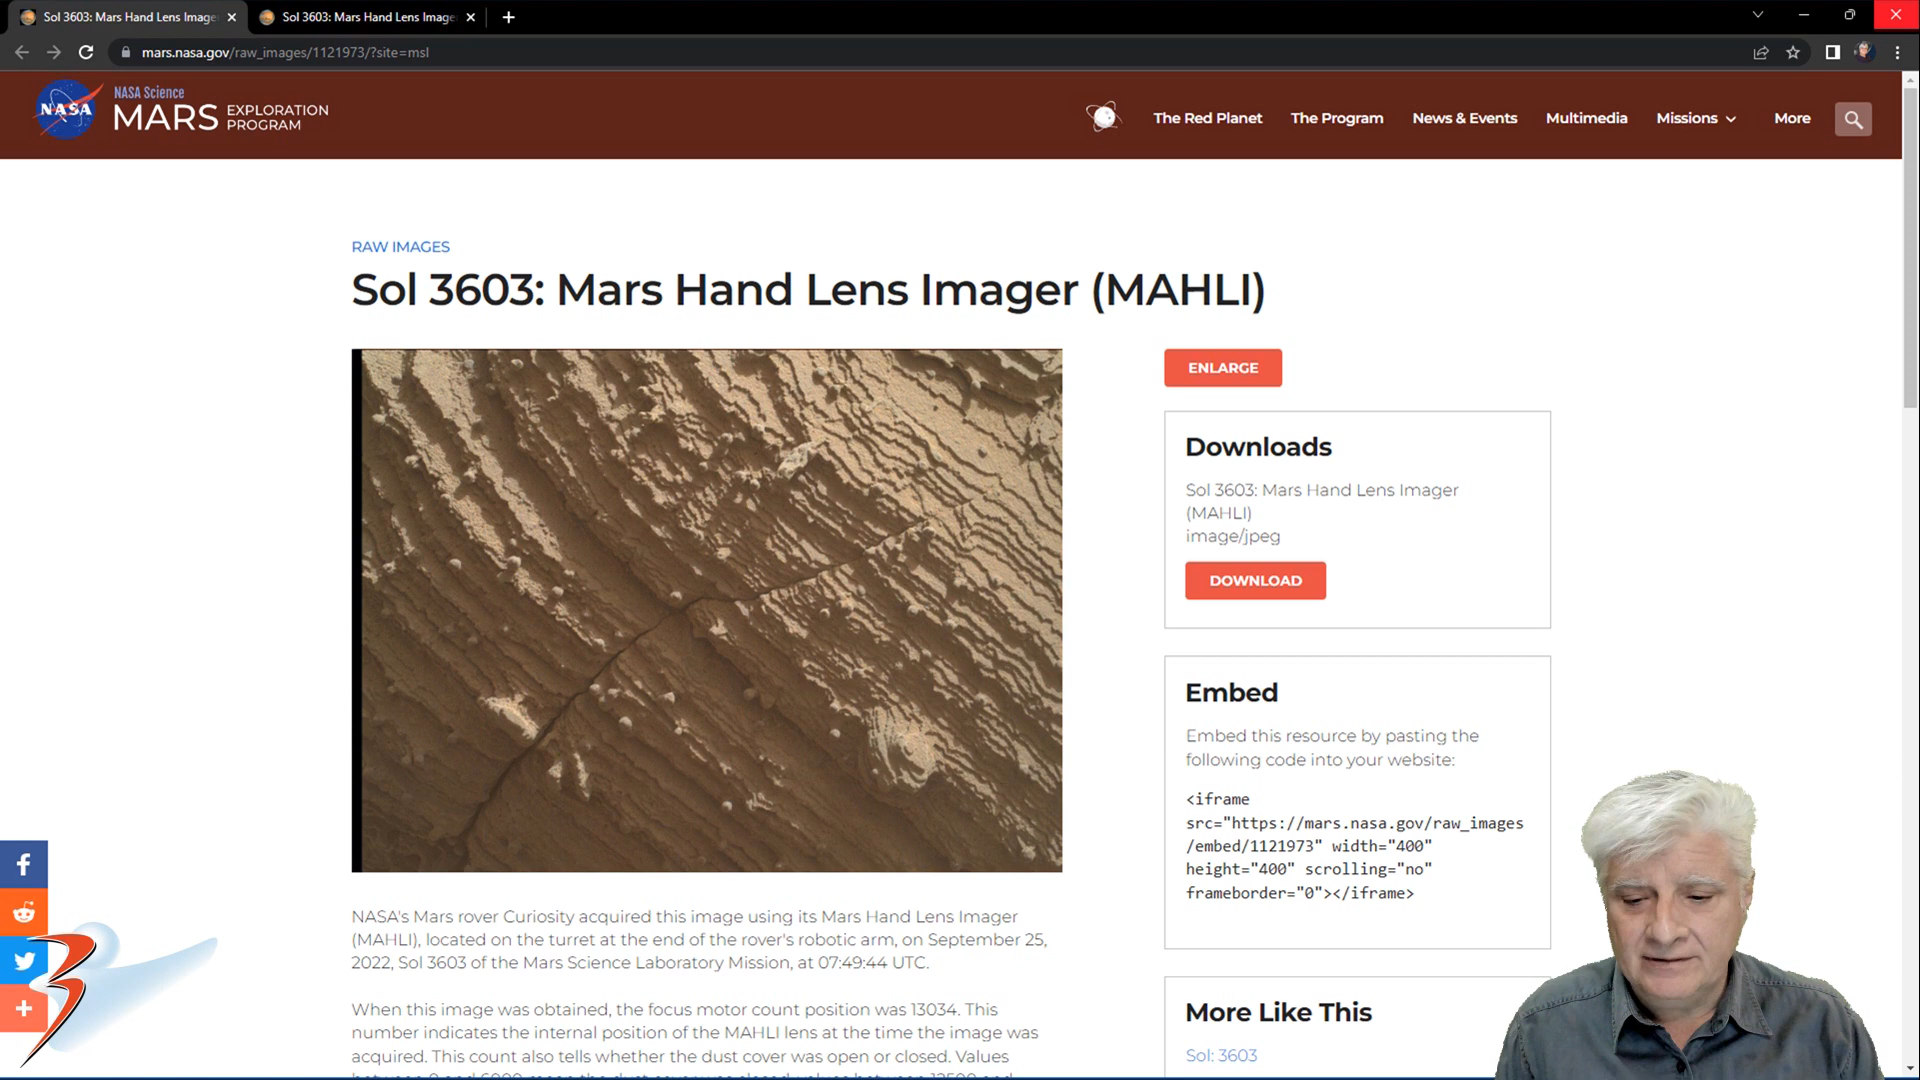 Sol 3603: Mars Hand Lens Image
Sol 3603: Mars Hand Lens Image
mars.nasa.gov/raw_images/1121973/?site=msl
NASA
NASA Science
MARS EXPLORATION
PROGRAM
The Red Planet
The Program
News & Events
Multimedia
Missions
More
RAW IMAGES
Sol 3603: Mars Hand Lens Imager (MAHLI)
ENLARGE
Downloads
Sol 3603: Mars Hand Lens Imager
(MAHLI)
image/jpeg
DOWNLOAD
Embed
Embed this resource by pasting the
following code into your website:
<iframe
src="https://mars.nasa.gov/raw_images
/embed/1121973" width="400"
height="400" scrolling="no"
frameborder="0"></iframe>
NASA's Mars rover Curiosity acquired this image using its Mars Hand Lens Imager
(MAHLI), located on the turret at the end of the rover's robotic arm, on September 25,
2022, Sol 3603 of the Mars Science Laboratory Mission, at 07:49:44 UTC.
When this image was obtained, the focus motor count position was 13034. This
number indicates the internal position of the MAHLI lens at the time the image was
acquired. This count also tells whether the dust cover was open or closed. Values
More Like This
Sol: 3603